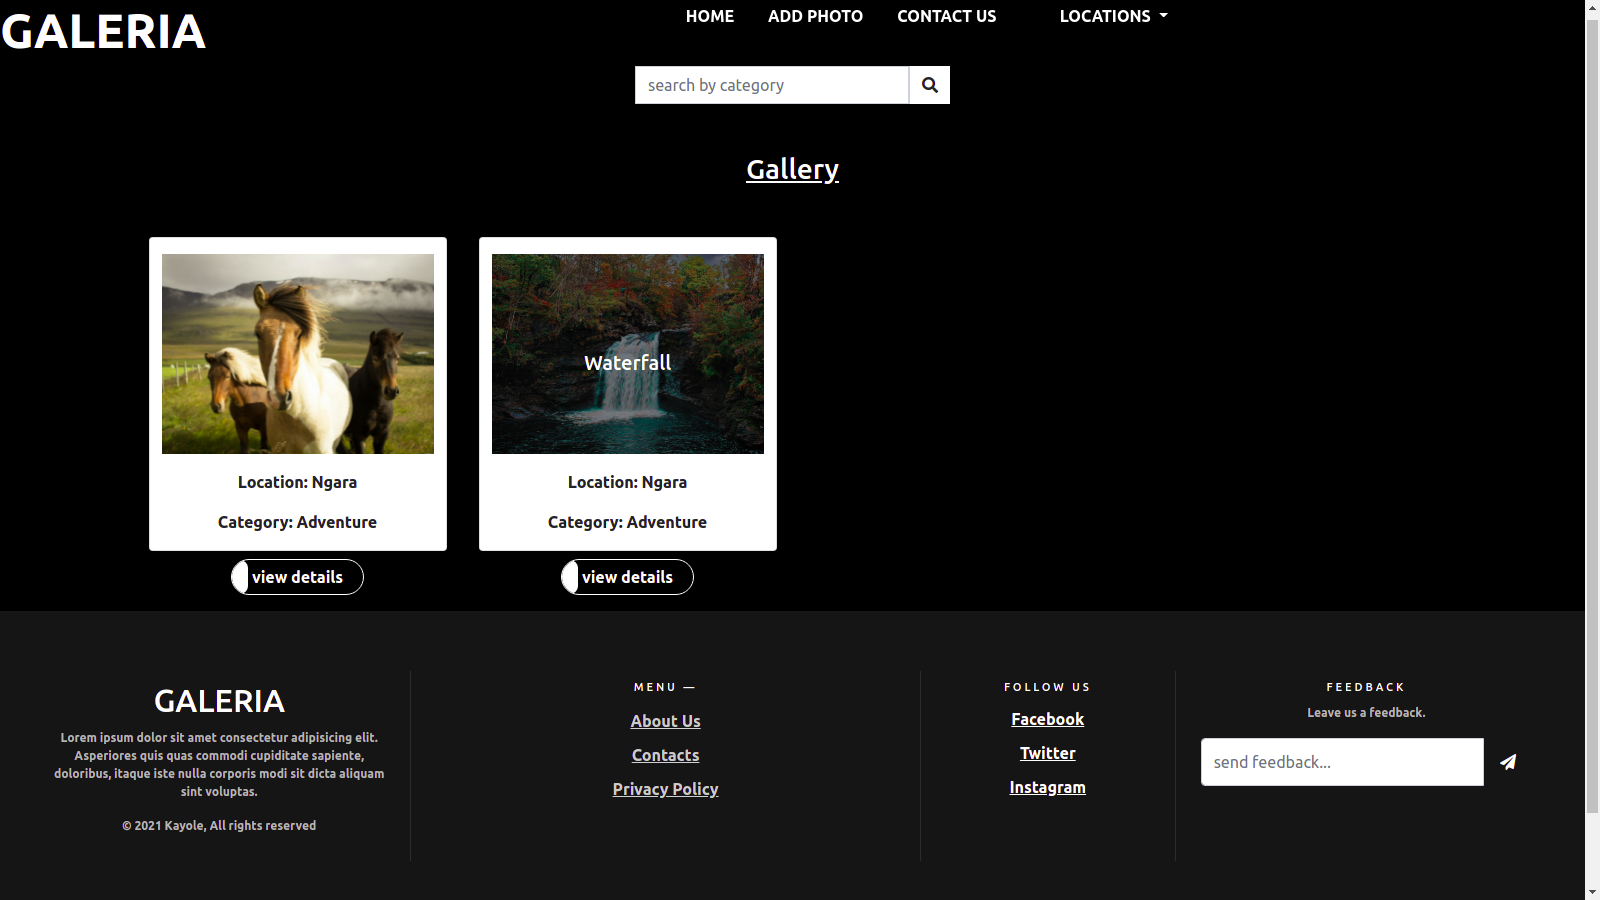 GALERIA
HOME ADD PHOTO CONTACT US LOCATIONS
search by category
Gallery
Waterfall
Location: Ngara
Category: Adventure
view details
Location: Ngara
Category: Adventure
view details
GALERIA
Lorem ipsum dolor sit amet consectetur adipisicing elit.
Asperiores quis quas commodi cupiditate sapiente,
doloribus, itaque iste nulla corporis modi sit dicta aliquam
sint voluptas.
© 2021 Kayole, All rights reserved
MENU —
About Us
Contacts
Privacy Policy
FOLLOW US
Facebook
Twitter
Instagram
FEEDBACK
Leave us a feedback.
send feedback...